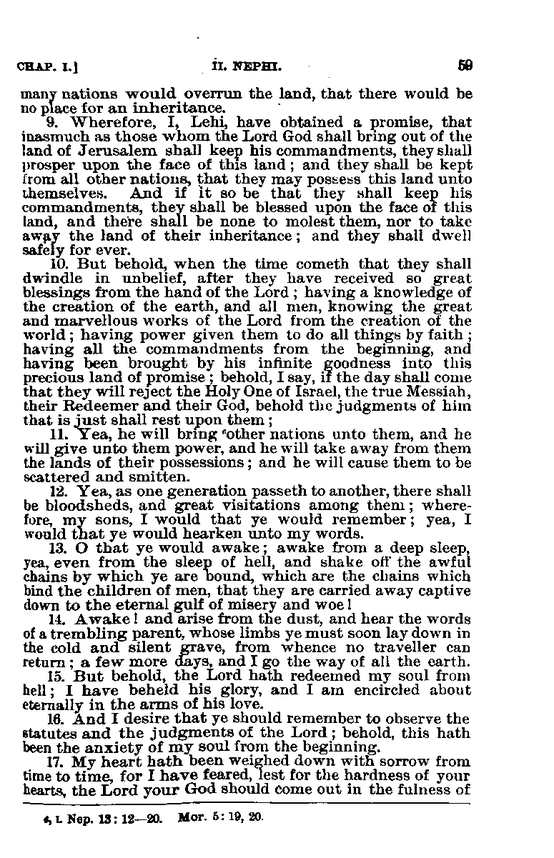 CHAP. I.] II. NEPHI. 59
many nations would overrun the land, that there would be
no place for an inheritance.
9. Wherefore, I, Lehi, have obtained a promise, that
inasmuch as those whom the Lord God shall bring out of the
land of Jerusalem shall keep his commandments, they shall
prosper upon the face of this land ; and they shall be kept
from all other nations, that they may possess this land unto
themselves. And if it so be that they shall keep his
commandments, they shall be blessed upon the face of this
land, and there shall be none to molest them, nor to take
away the land of their inheritance ; and they shall dwell
safely for ever.
10. But behold, when the time cometh that they shall
dwindle in unbelief, after they have received so great
blessings from the hand of the Lord ; having a knowledge of
the creation of the earth, and all men, knowing the great
and marvellous works of the Lord from the creation of the
world ; having power given them to do all things by faith ;
having all the commandments from the beginning, and
having been brought by his infinite goodness into this
precious land of promise ; behold, I say, if the day shall come
that they will reject the Holy One of Israel, the true Messiah,
their Redeemer and their God, behold the judgments of him
that is just shall rest upon them ;
11. Yea, he will bring other nations unto them, and he
will give unto them power, and he will take away from them
the lands of their possessions ; and he will cause them to be
scattered and smitten.
12. Yea, as one generation passeth to another, there shall
be bloodsheds, and great visitations among them ; where-
fore, my sons, I would that ye would remember ; yea, I
would that ye would hearken unto my words.
13. O that ye would awake ; awake from a deep sleep,
yea, even from the sleep of hell, and shake off the awful
chains by which ye are bound, which are the chains which
bind the children of men, that they are carried away captive
down to the eternal gulf of misery and woe !
14. Awake ! and arise from the dust, and hear the words
of a trembling parent, whose limbs ye must soon lay down in
the cold and silent grave, from whence no traveller can
return ; a few more days, and I go the way of all the earth.
15. But behold, the Lord hath redeemed my soul from
hell ; I have beheld his glory, and I am encircled about
eternally in the arms of his love.
16. And I desire that ye should remember to observe the
statutes and the judgments of the Lord ; behold, this hath
been the anxiety of my soul from the beginning.
17. My heart hath been weighed down with sorrow from
time to time, for I have feared, lest for the hardness of your
hearts, the Lord your God should come out in the fulness of
I. Nep. 13 : 12—20. Mor. 5 : 19, 20.